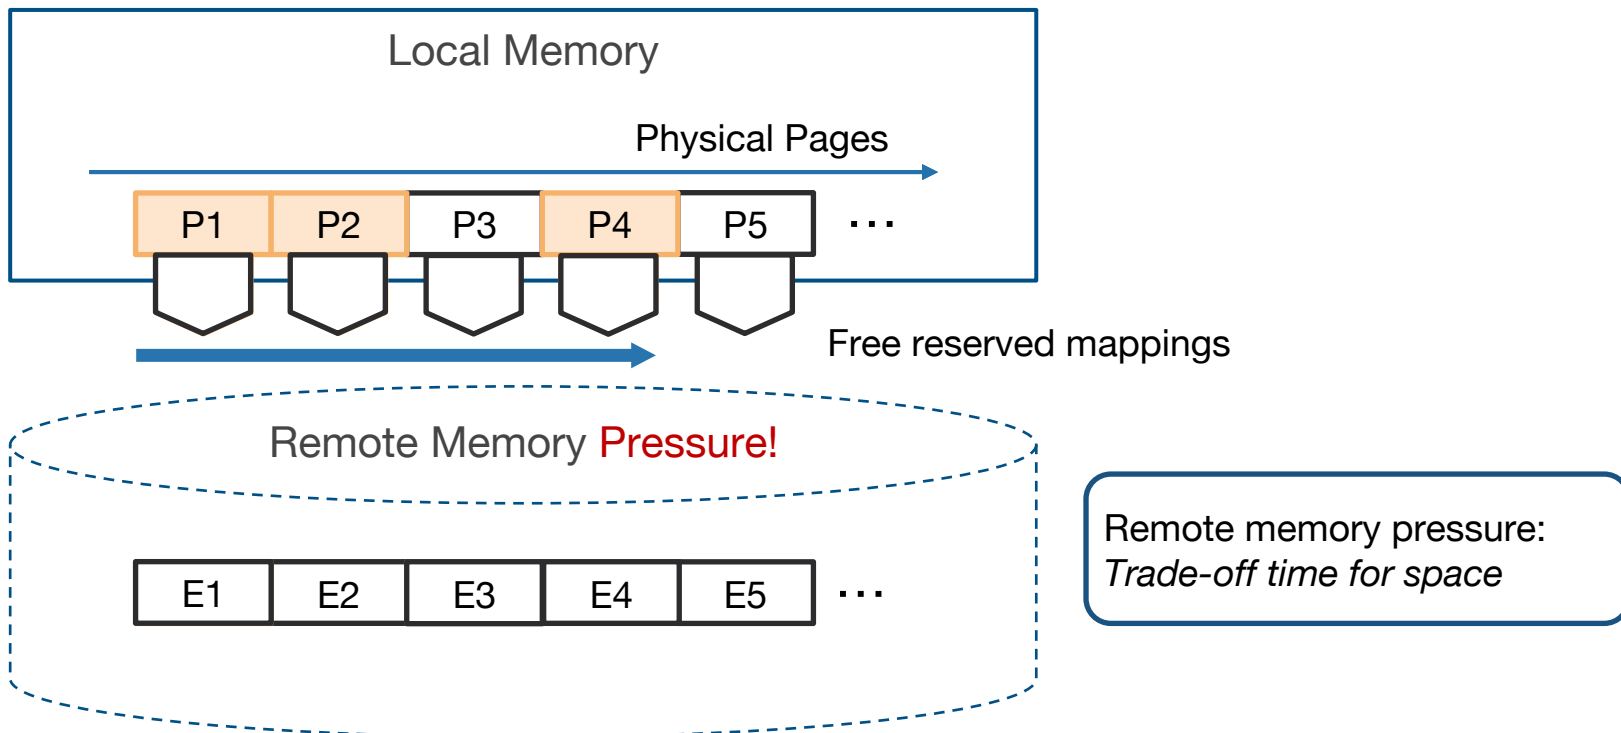 Local Memory
Physical Pages
P1 P2 P3 P4 P5 ...
Free reserved mappings
Remote Memory Pressure!
E1 E2 E3 E4 E5 ...
Remote memory pressure:
Trade-off time for space